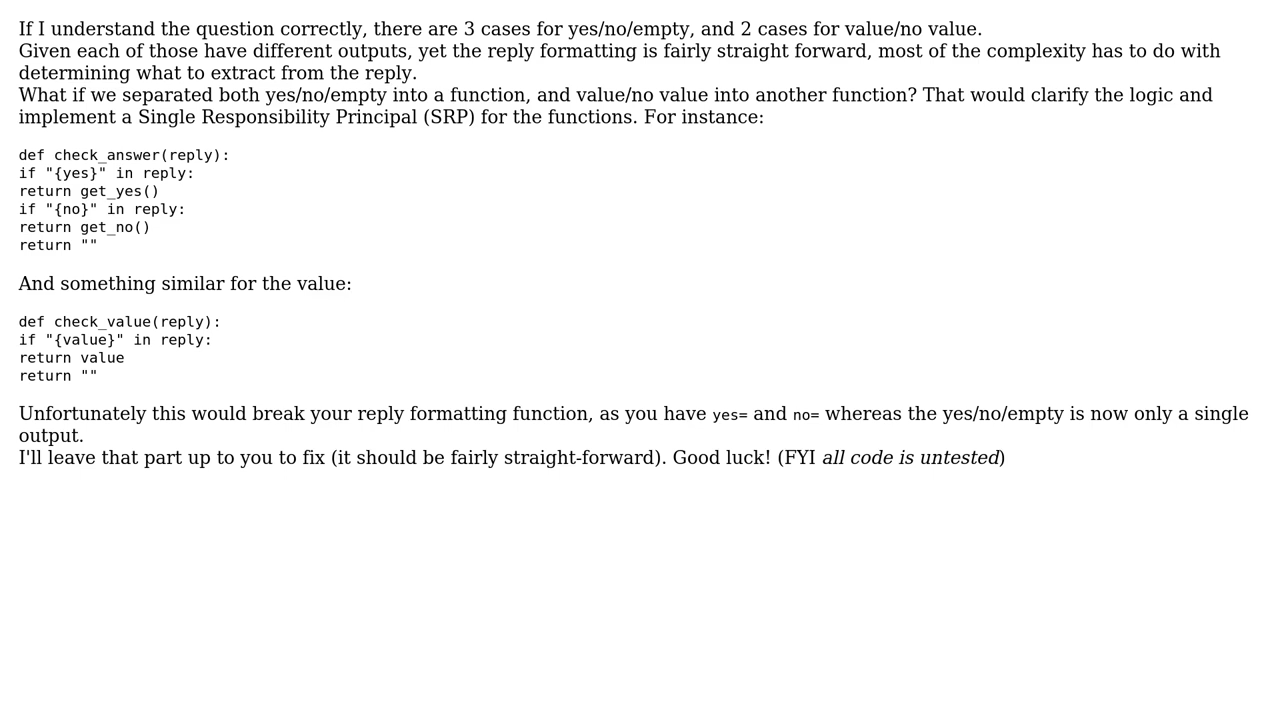 If I understand the question correctly, there are 3 cases for yes/no/empty, and 2 cases for value/no value.
Given each of those have different outputs, yet the reply formatting is fairly straight forward, most of the complexity has to do with
determining what to extract from the reply.
What if we separated both yes/no/empty into a function, and value/no value into another function? That would clarify the logic and
implement a Single Responsibility Principal (SRP) for the functions. For instance:
def check_answer(reply):
if "{yes}" in reply:
return get_yes()
if "{no}" in reply:
return get_no()
return ""
And something similar for the value:
def check_value(reply):
if "{value}" in reply:
return value
return ""
Unfortunately this would break your reply formatting function, as you have yes= and no= whereas the yes/no/empty is now only a single
output.
I'll leave that part up to you to fix (it should be fairly straight-forward). Good luck! (FYI all code is untested)